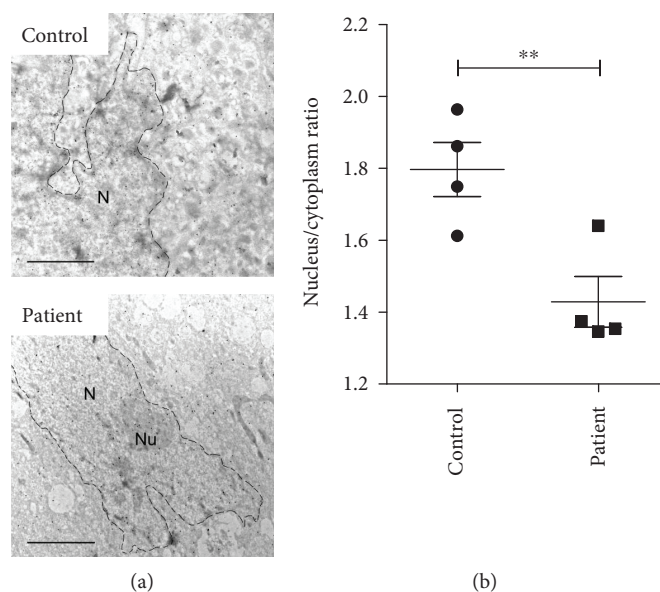 Control
N
Patient
N
Nu
(a)
(b)
**
Nucleus/cytoplasm ratio
2.2
2.0
1.8
1.6
1.4
1.2
Control
Patient